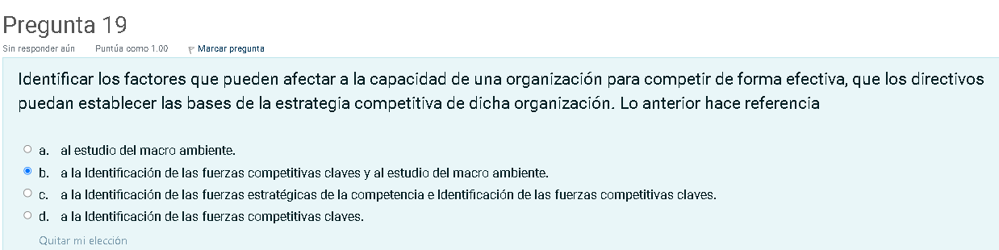 Pregunta 19
Sin responder aún Puntúa como 1.00 Marcar pregunta
Identificar los factores que pueden afectar a la capacidad de una organización para competir de forma efectiva, que los directivos
puedan establecer las bases de la estrategia competitiva de dicha organización. Lo anterior hace referencia
a. al estudio del macro ambiente.
b. a la Identificación de las fuerzas competitivas claves y al estudio del macro ambiente.
c. a la Identificación de las fuerzas estratégicas de la competencia e Identificación de las fuerzas competitivas claves.
d. a la Identificación de las fuerzas competitivas claves.
Quitar mi elección